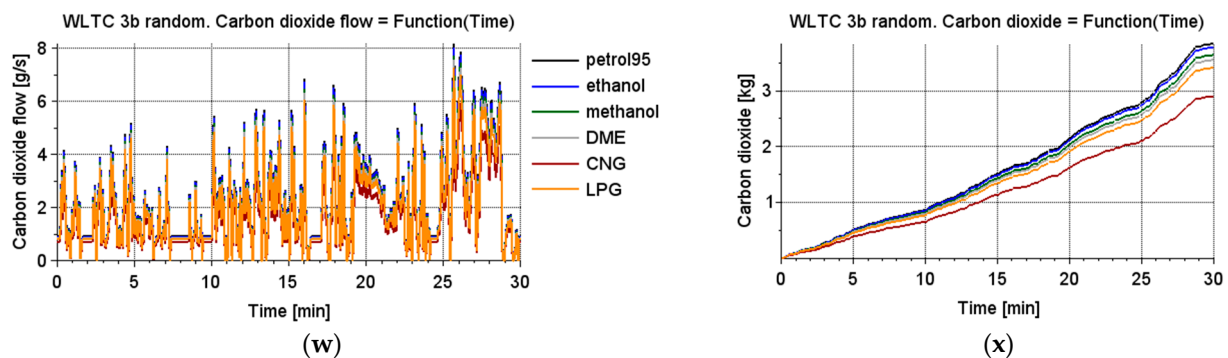 WLTC 3b random. Carbon dioxide flow = Function(Time)
Carbon dioxide flow [g/s]
8
6
4
2
0
0 5 10 15 20 25 30
Time [min]
petrol95
ethanol
methanol
DME
CNG
LPG
(w)
WLTC 3b random. Carbon dioxide = Function(Time)
Carbon dioxide [kg]
3
2
1
0 5 10 15 20 25 30
Time [min]
(x)